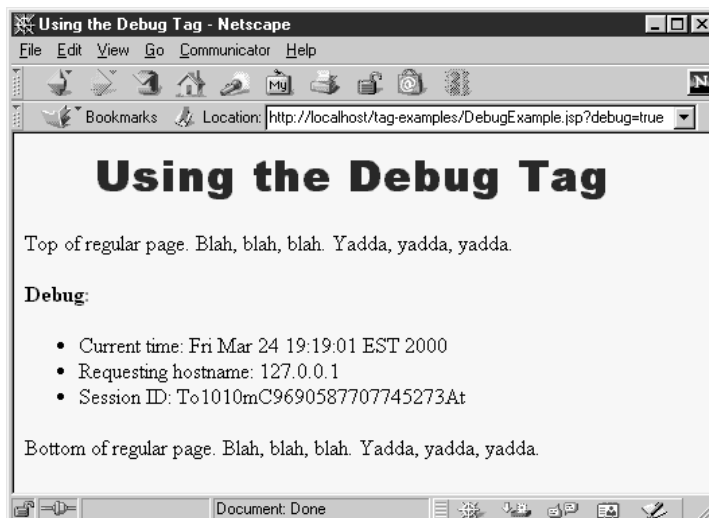 Using the Debug Tag - Netscape
File Edit View Go Communicator Help
My
N
Bookmarks Location: http://localhost/tag-examples/DebugExample.jsp?debug=true
Using the Debug Tag
Top of regular page. Blah, blah, blah. Yadda, yadda, yadda.
Debug:
• Current time: Fri Mar 24 19:19:01 EST 2000
• Requesting hostname: 127.0.0.1
• Session ID: To1010mC9690587707745273At
Bottom of regular page. Blah, blah, blah. Yadda, yadda, yadda.
Document: Done